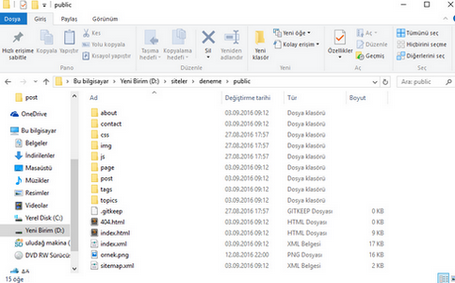 public
Dosya Giriş Paylaş Görünüm
Hızlı erişime sabitle
Kopyala
Yapıştır
Kes
Yolu kopyala
Kısayol yapıştır
Pano
Taşıma hedefi
Kopyalama hedefi
Sil
Yeniden adlandır
Düzenle
Yeni klasör
Yeni öğe
Kolay erişim
Yeni
Özellikler
Aç
Düzenle
Geçmiş
Aç
Tümünü seç
Hiçbirini seçme
Diğerlerini seç
Seç
Bu bilgisayar > Yeni Birim (D:) > siteler > deneme > public
Ara: public
post
OneDrive
Bu bilgisayar
Belgeler
İndirilenler
Masaüstü
Müzikler
Resimler
Videolar
Yerel Disk (C:)
Yeni Birim (D:)
uludağ makina (
DVD RW Sürücüs
Ad Değiştirme tarihi Tür Boyut
about 03.09.2016 09:12 Dosya klasörü
contact 03.09.2016 09:12 Dosya klasörü
css 27.08.2016 17:57 Dosya klasörü
img 27.08.2016 17:57 Dosya klasörü
js 27.08.2016 17:57 Dosya klasörü
page 03.09.2016 09:12 Dosya klasörü
post 03.09.2016 09:12 Dosya klasörü
tags 03.09.2016 09:12 Dosya klasörü
topics 03.09.2016 09:12 Dosya klasörü
.gitkeep 27.08.2016 17:57 GITKEEP Dosyası 0 KB
404.html 03.09.2016 09:12 HTML Dosyası 0 KB
index.html 03.09.2016 09:12 HTML Dosyası 9 KB
index.xml 03.09.2016 09:12 XML Belgesi 17 KB
ornek.png 12.08.2016 22:00 PNG Dosyası 16 KB
sitemap.xml 03.09.2016 09:12 XML Belgesi 2 KB
15 öğe